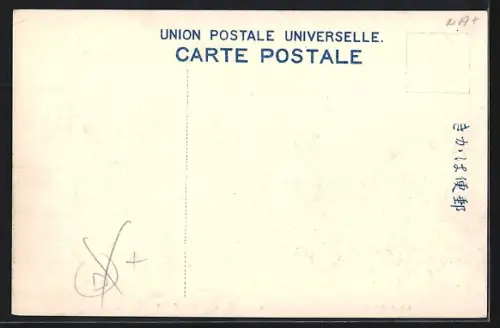 UNION POSTALE UNIVERSELLE.
CARTE POSTALE
きかは便郵